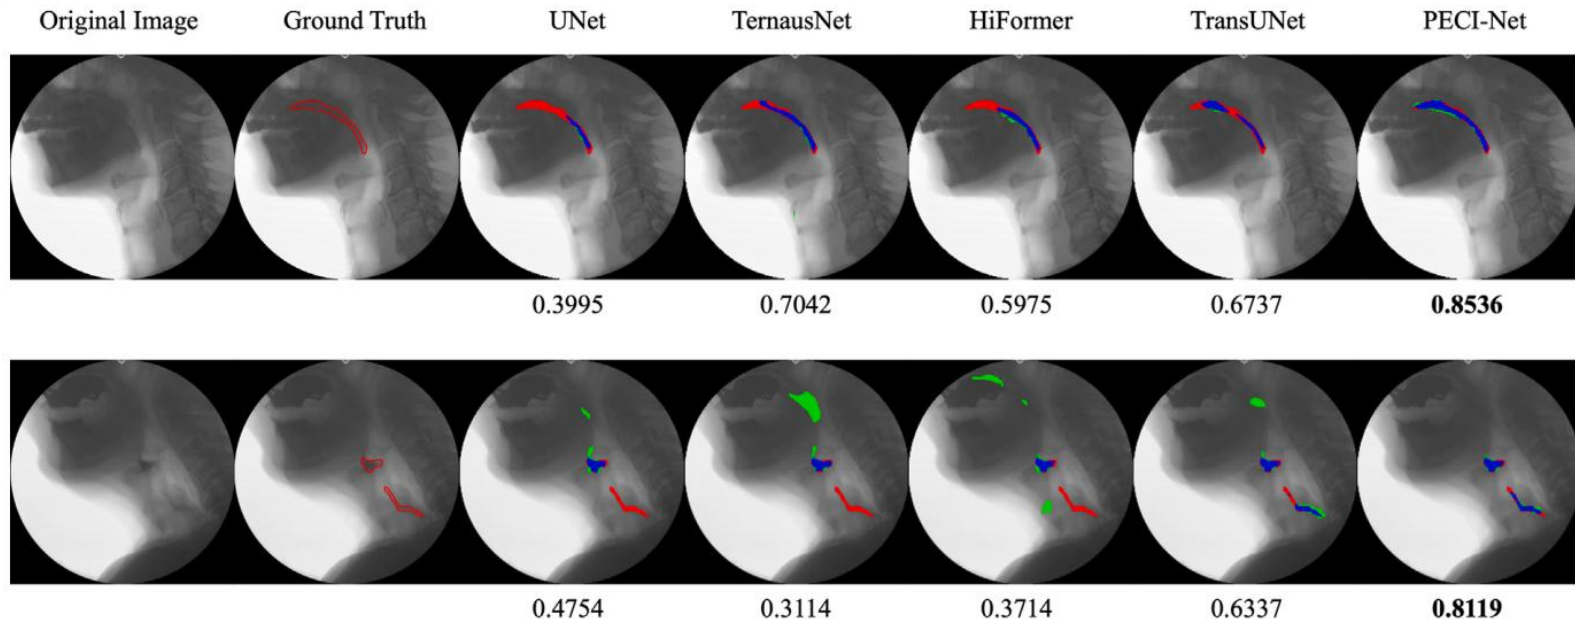 Original Image Ground Truth UNet TernausNet HiFormer TransUNet PECI-Net
0.3995 0.7042 0.5975 0.6737 0.8536
0.4754 0.3114 0.3714 0.6337 0.8119